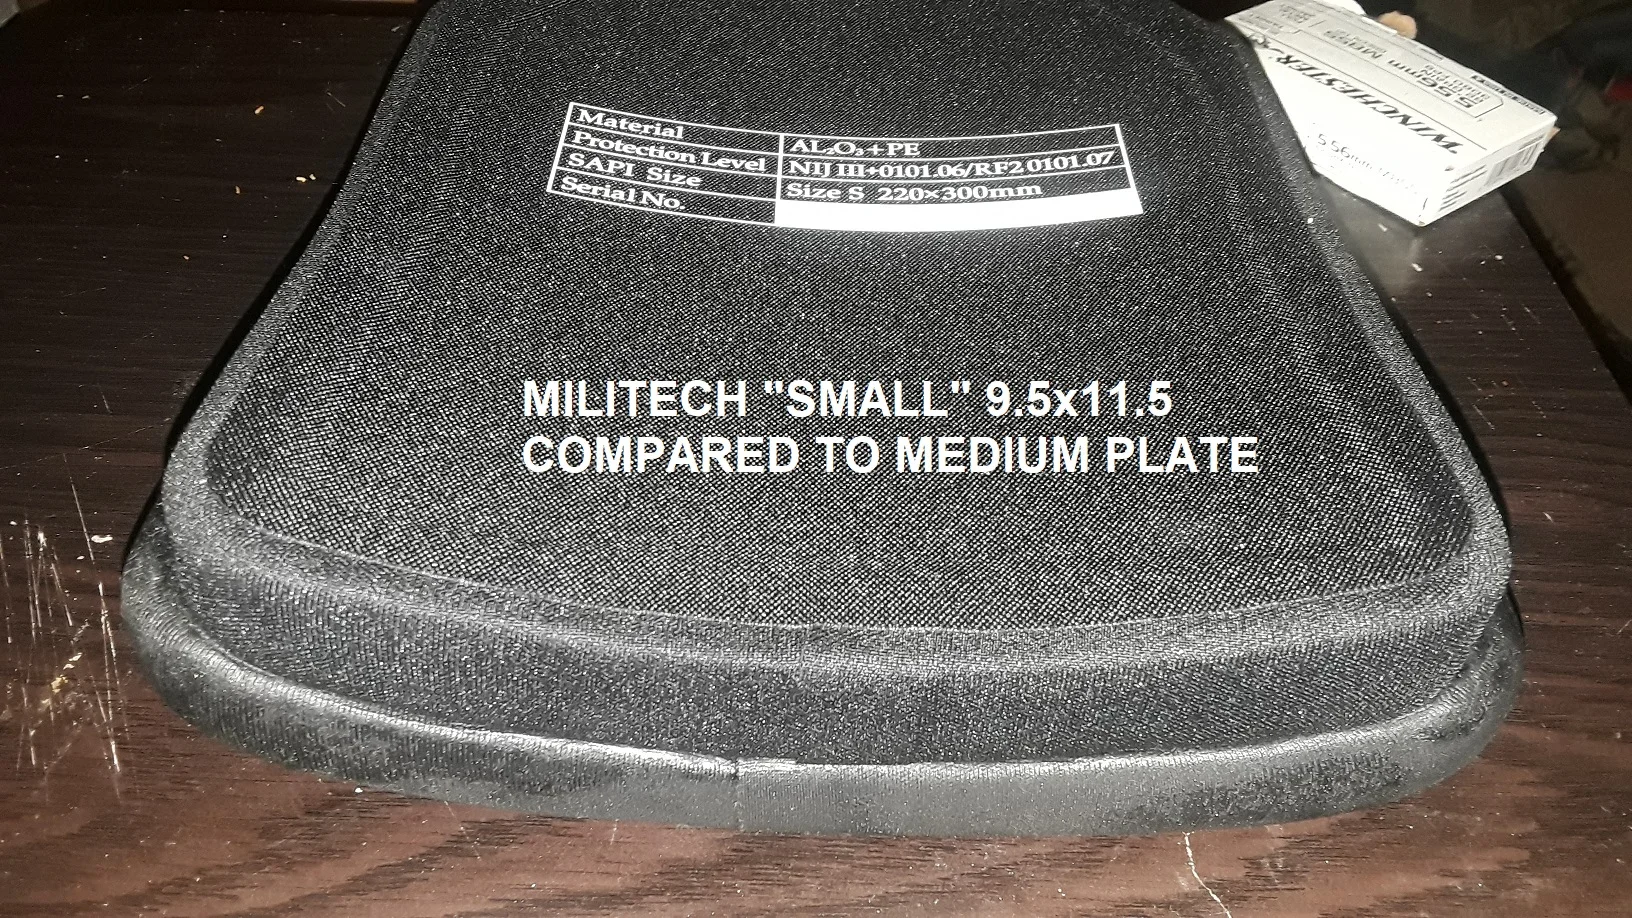 Material AL₂O₃+PE
Protection Level NIJ III+0101.06/RF2 0101.07
SAPI Size Size S 220×300mm
Serial No.
WINCHESTER
5.56mm
MILITECH "SMALL" 9.5x11.5
COMPARED TO MEDIUM PLATE